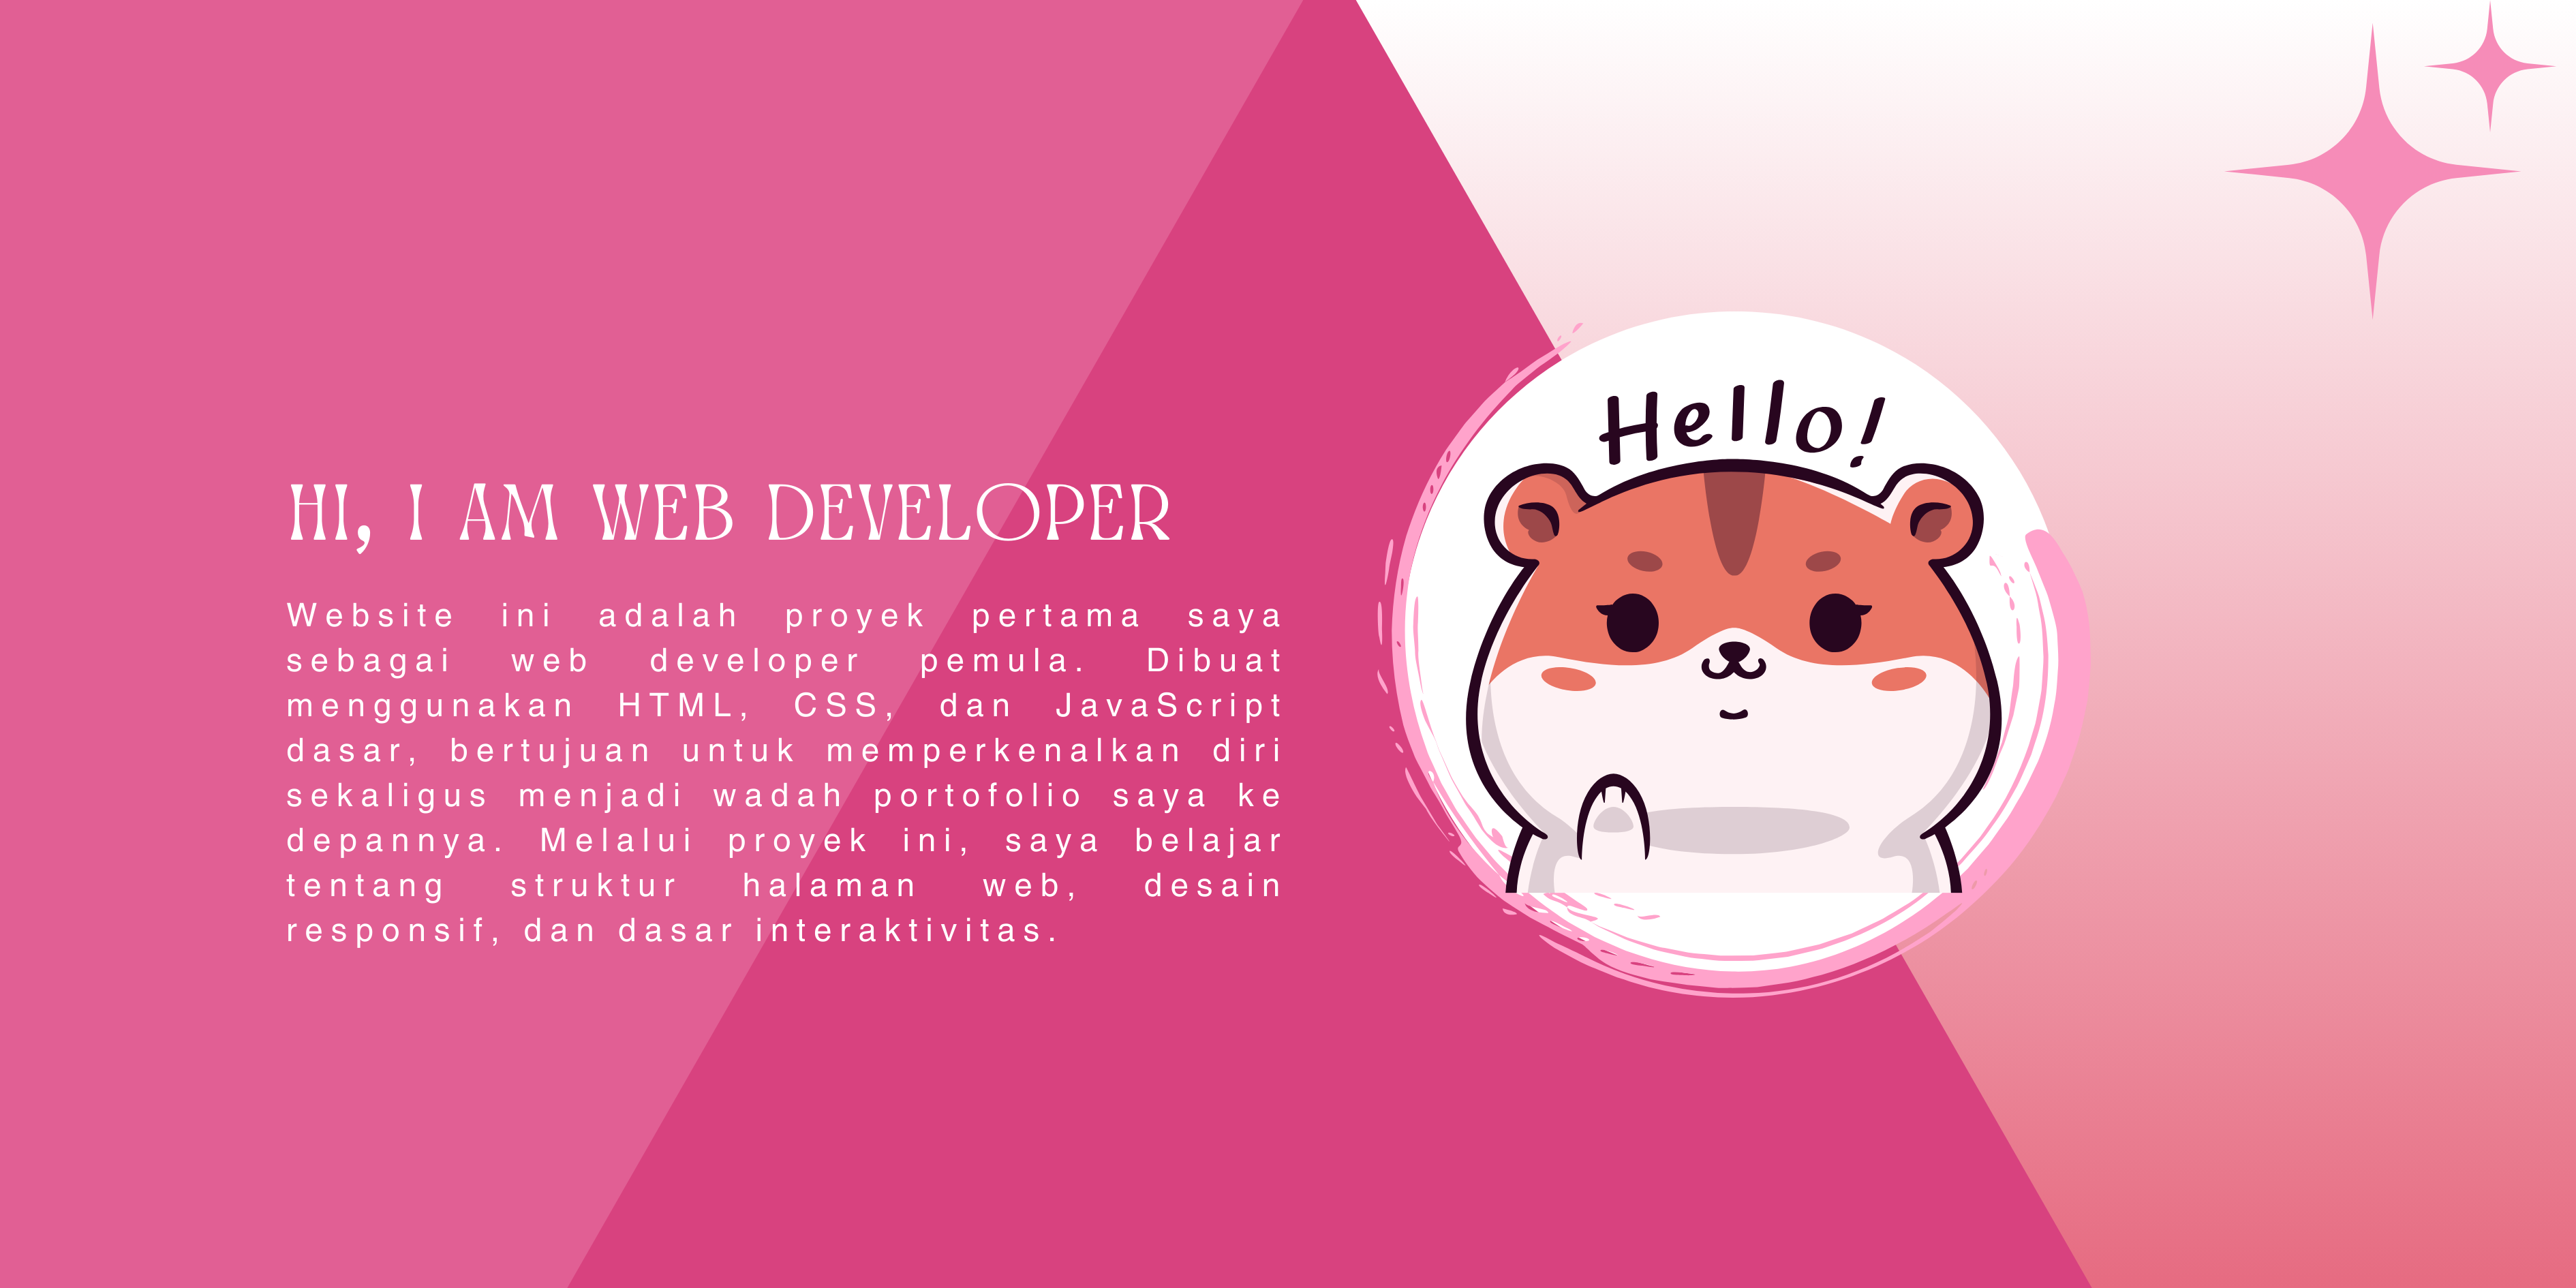 HI, I AM WEB DEVELOPER
Website ini adalah proyek pertama saya
sebagai web developer pemula. Dibuat
menggunakan HTML, CSS, dan JavaScript
dasar, bertujuan untuk memperkenalkan diri
sekaligus menjadi wadah portofolio saya ke
depannya. Melalui proyek ini, saya belajar
tentang struktur halaman web, desain
responsif, dan dasar interaktivitas.
Hello!